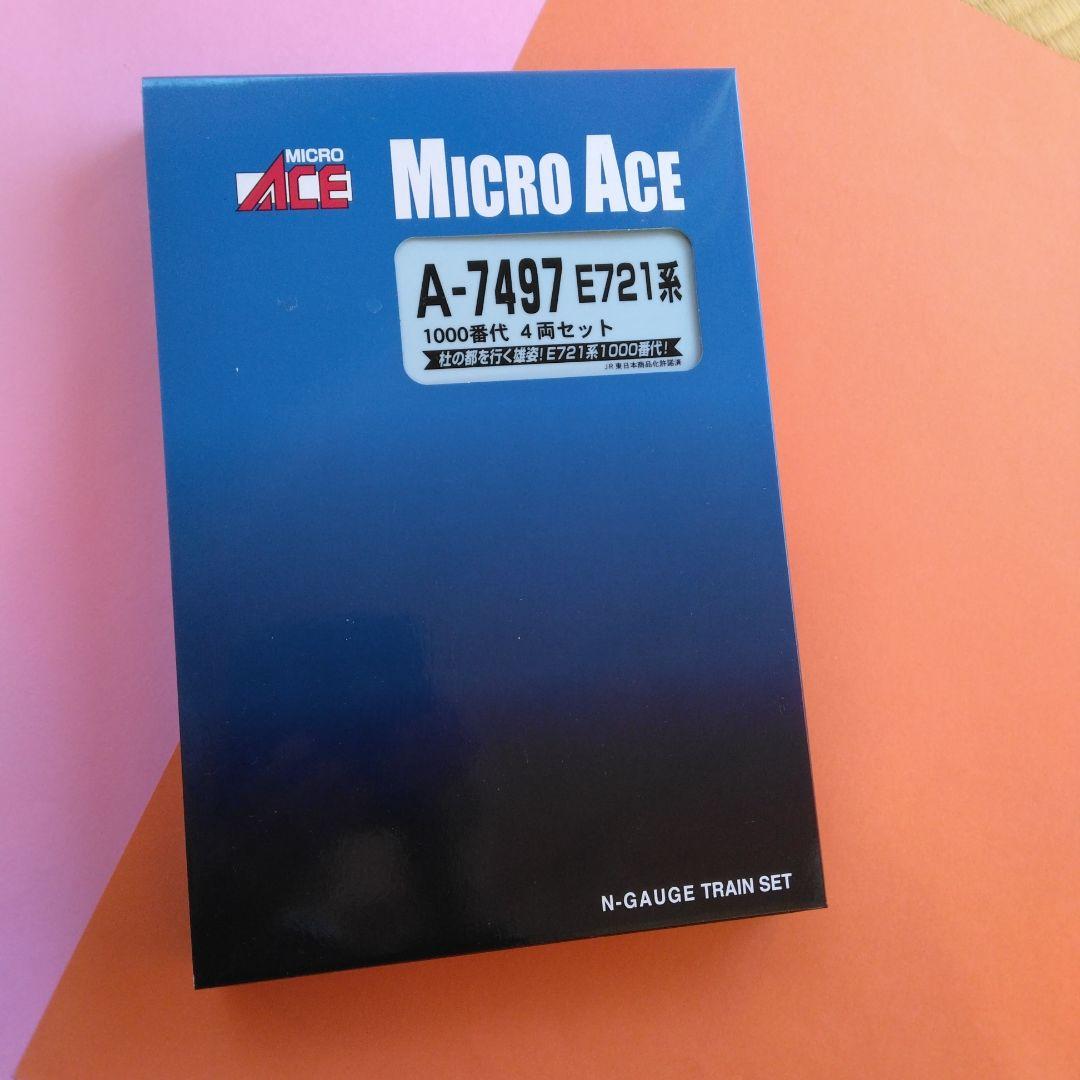 MICRO
ACE
MICRO ACE
A-7497 E721系
1000番代 4両セット
杜の都を行く雄姿!E721系1000番代!
JR東日本商品化許諾済
N-GAUGE TRAIN SET